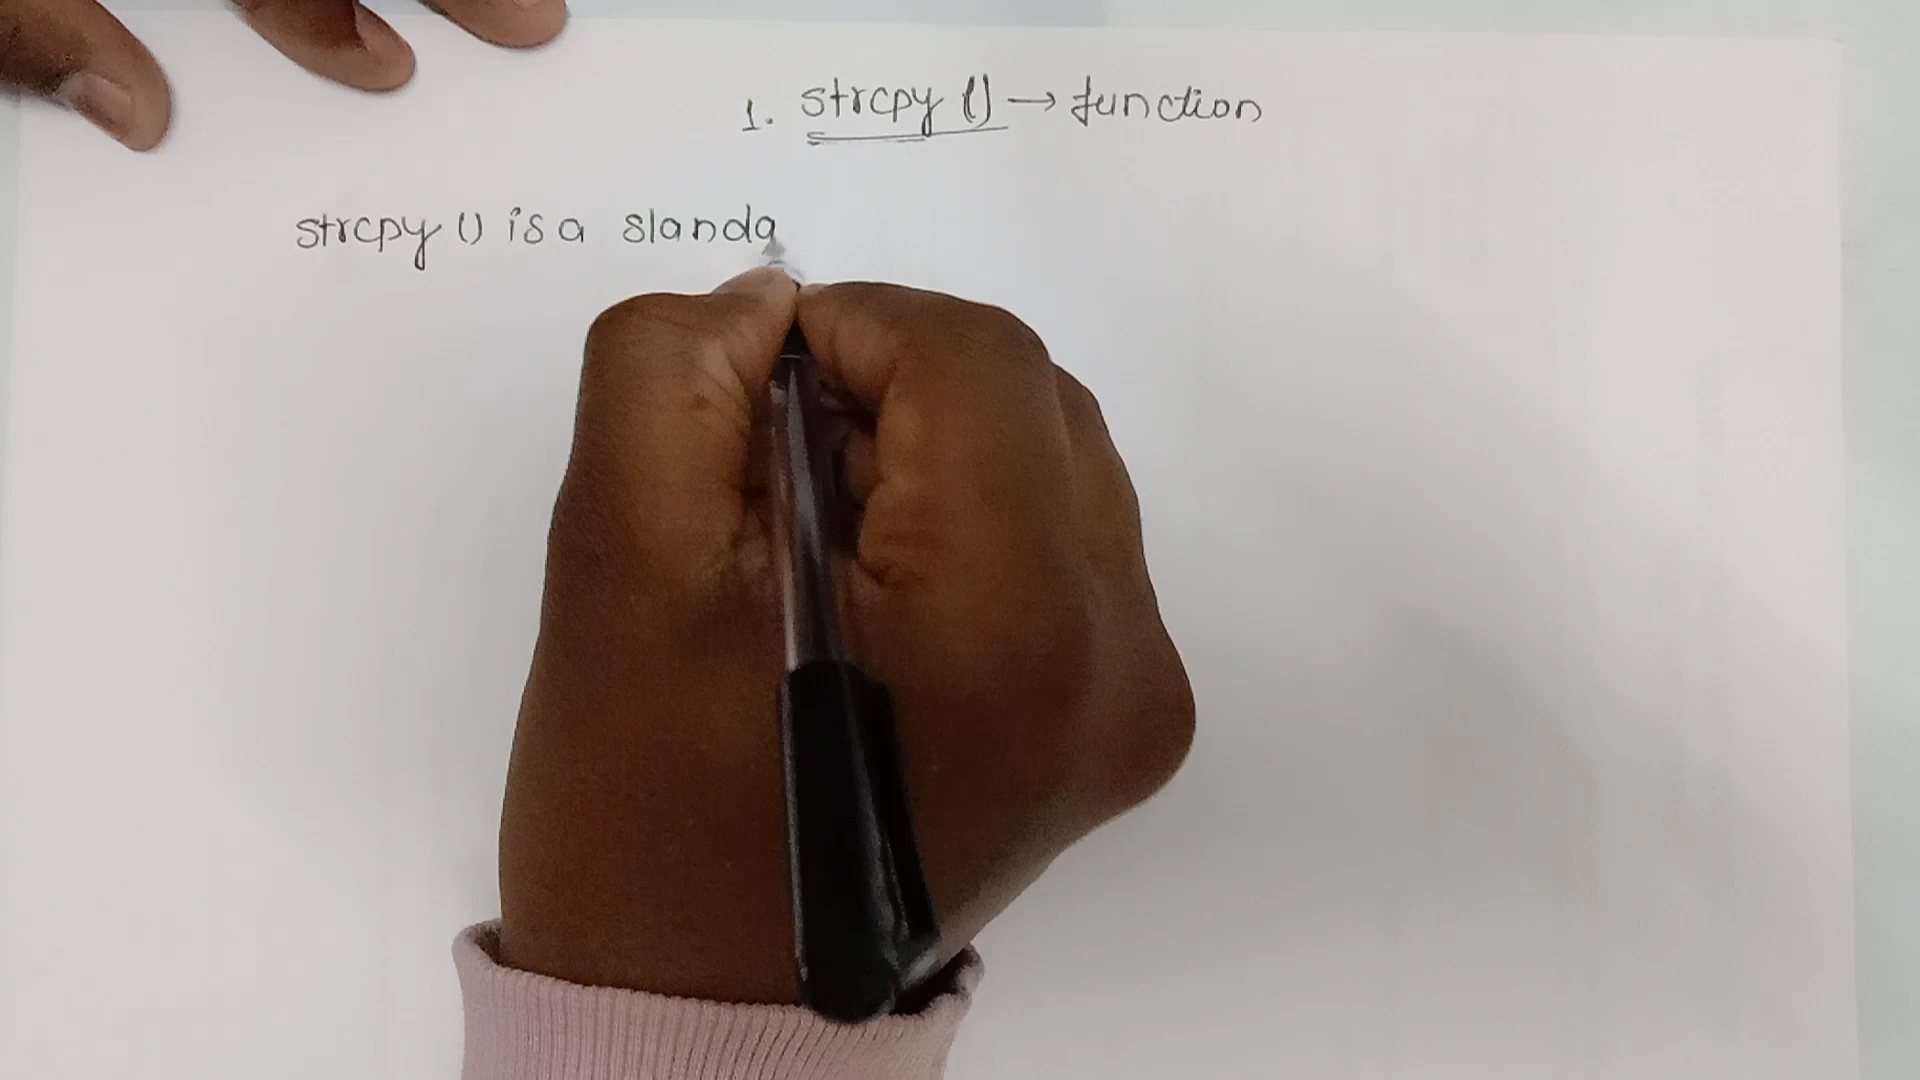 1. strcpy () → function
strcpy () is a standa